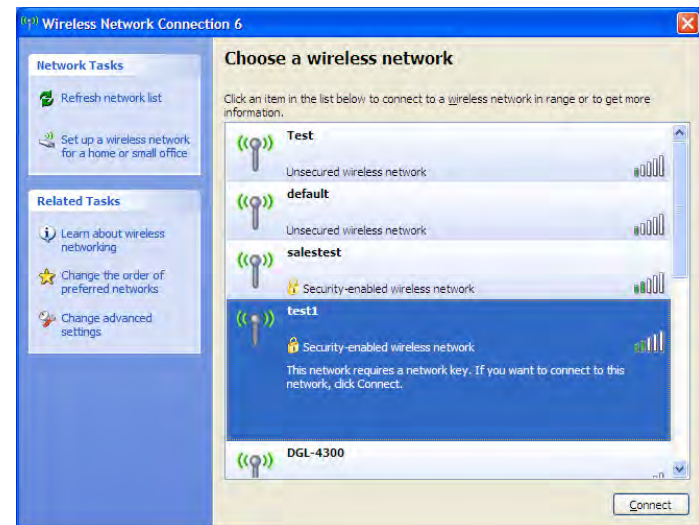 Wireless Network Connection 6
Network Tasks
Refresh network list
Set up a wireless network
for a home or small office
Related Tasks
Learn about wireless
networking
Change the order of
preferred networks
Change advanced
settings
Choose a wireless network
Click an item in the list below to connect to a wireless network in range or to get more
information.
Test
Unsecured wireless network
default
Unsecured wireless network
salestest
Security-enabled wireless network
test1
Security-enabled wireless network
This network requires a network key. If you want to connect to this
network, click Connect.
DGL-4300
Connect